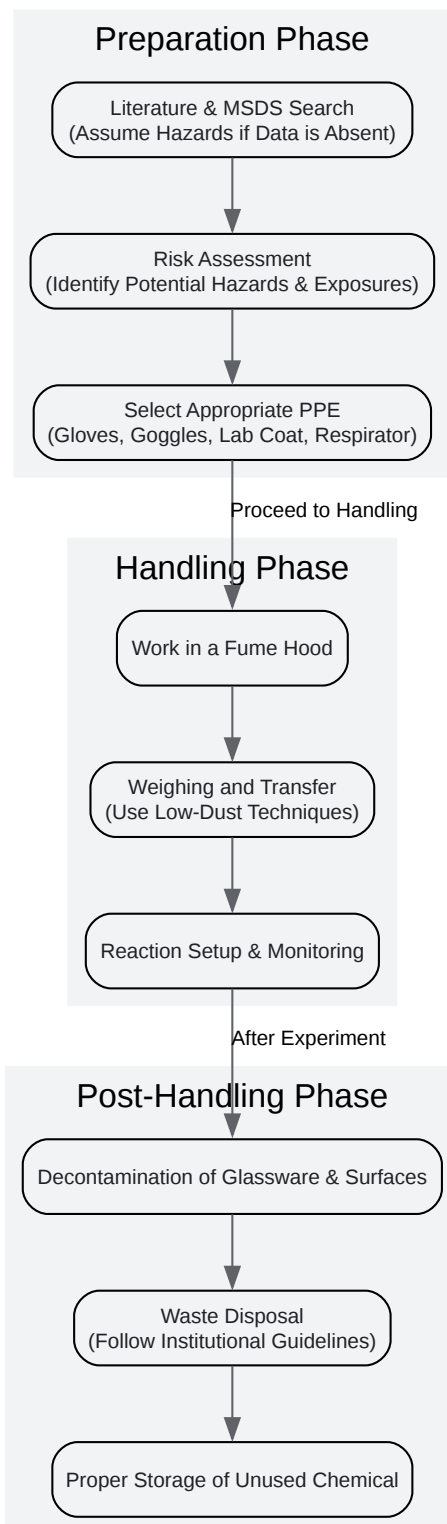 Preparation Phase
Literature & MSDS Search
(Assume Hazards if Data is Absent)
Risk Assessment
(Identify Potential Hazards & Exposures)
Select Appropriate PPE
(Gloves, Goggles, Lab Coat, Respirator)
Proceed to Handling
Handling Phase
Work in a Fume Hood
Weighing and Transfer
(Use Low-Dust Techniques)
Reaction Setup & Monitoring
After Experiment
Post-Handling Phase
Decontamination of Glassware & Surfaces
Waste Disposal
(Follow Institutional Guidelines)
Proper Storage of Unused Chemical